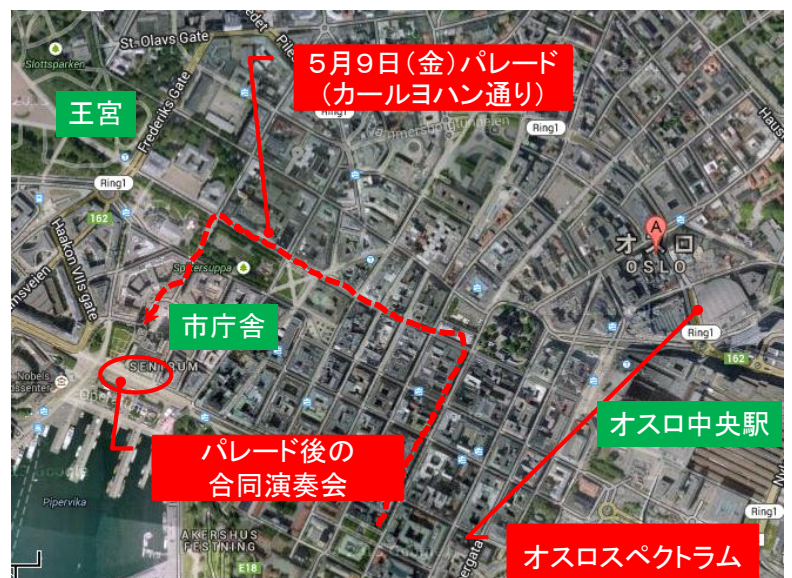 St. Olavs Gate
Slottsparken
5月9日(金)パレード
(カールヨハン通り)
王宮
Frederiks Gate
Ring1
Ring1
162
Haakon VIIs gate
A
オスロ
OSLO
Spikersuppa
市庁舎
Ring1
162
SENTRUM
オスロ中央駅
パレード後の
合同演奏会
Pipervika
Ring1
AKERSHUS
FESTNING
E18
オスロスペクトラム